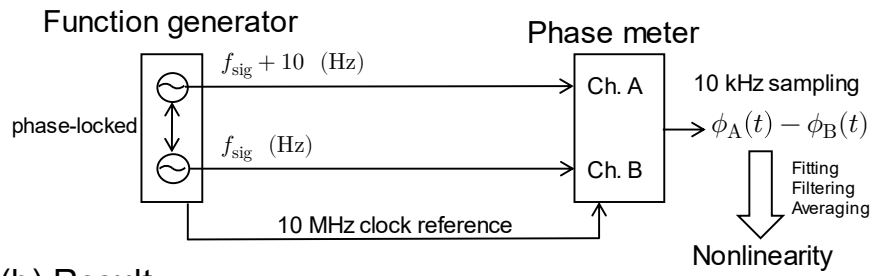 Function generator
Phase meter
f_sig + 10 (Hz)
Ch. A
10 kHz sampling
phase-locked
ϕ_A(t) − ϕ_B(t)
f_sig (Hz)
Ch. B
Fitting
Filtering
Averaging
10 MHz clock reference
Nonlinearity
(b) Result